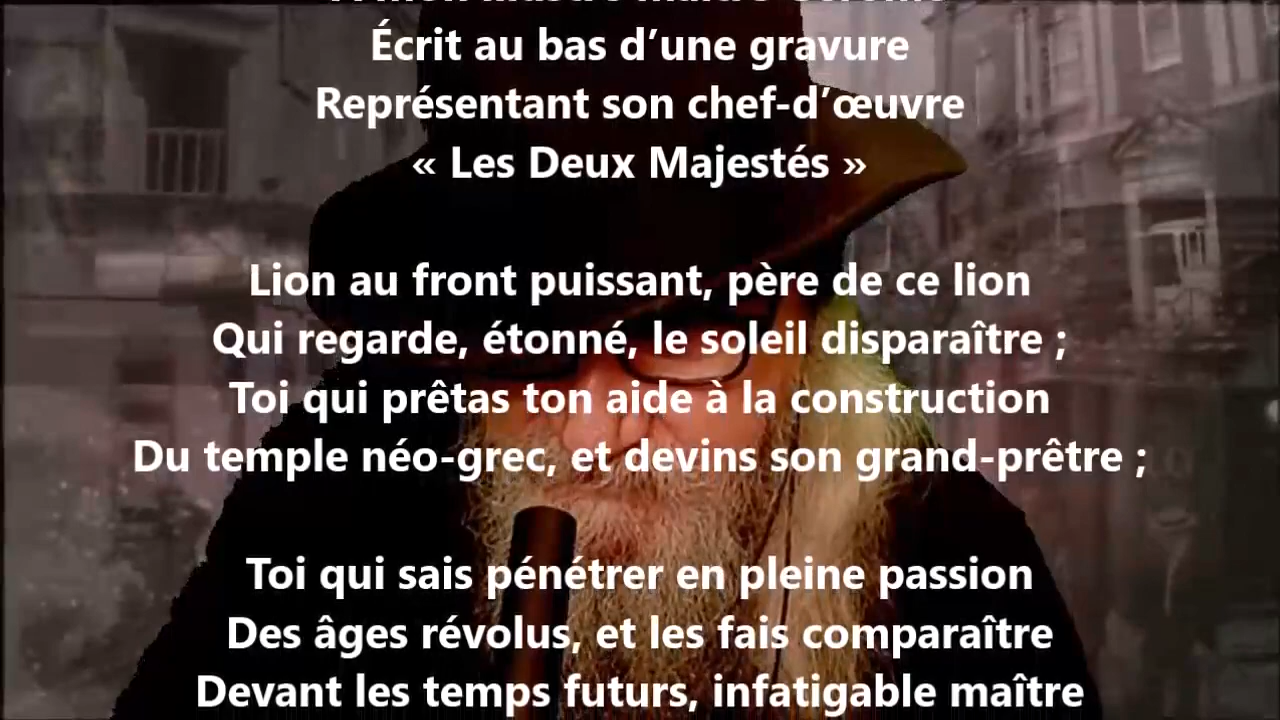 Écrit au bas d’une gravure
Représentant son chef-d’œuvre
« Les Deux Majestés »
Lion au front puissant, père de ce lion
Qui regarde, étonné, le soleil disparaître ;
Toi qui prêtas ton aide à la construction
Du temple néo-grec, et devins son grand-prêtre ;
Toi qui sais pénétrer en pleine passion
Des âges révolus, et les fais comparaître
Devant les temps futurs, infatigable maître